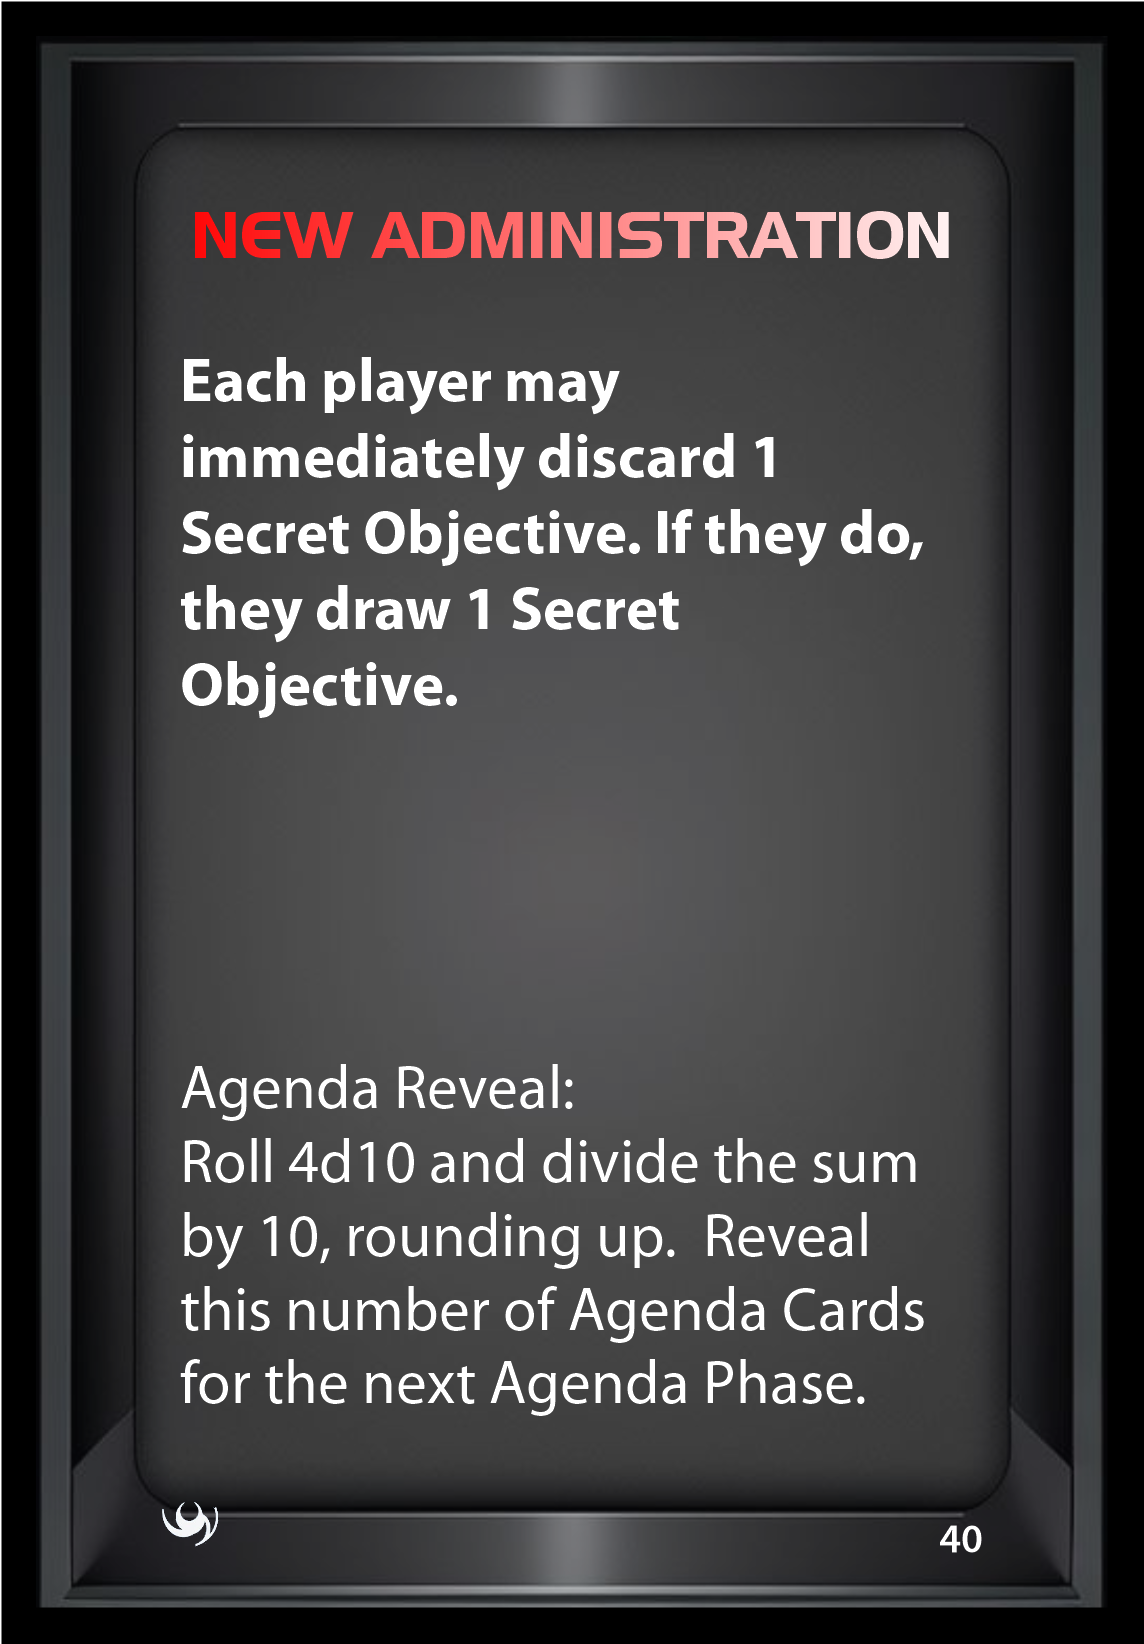 NEW ADMINISTRATION
Each player may
immediately discard 1
Secret Objective. If they do,
they draw 1 Secret
Objective.
Agenda Reveal:
Roll 4d10 and divide the sum
by 10, rounding up.  Reveal
this number of Agenda Cards
for the next Agenda Phase.
40